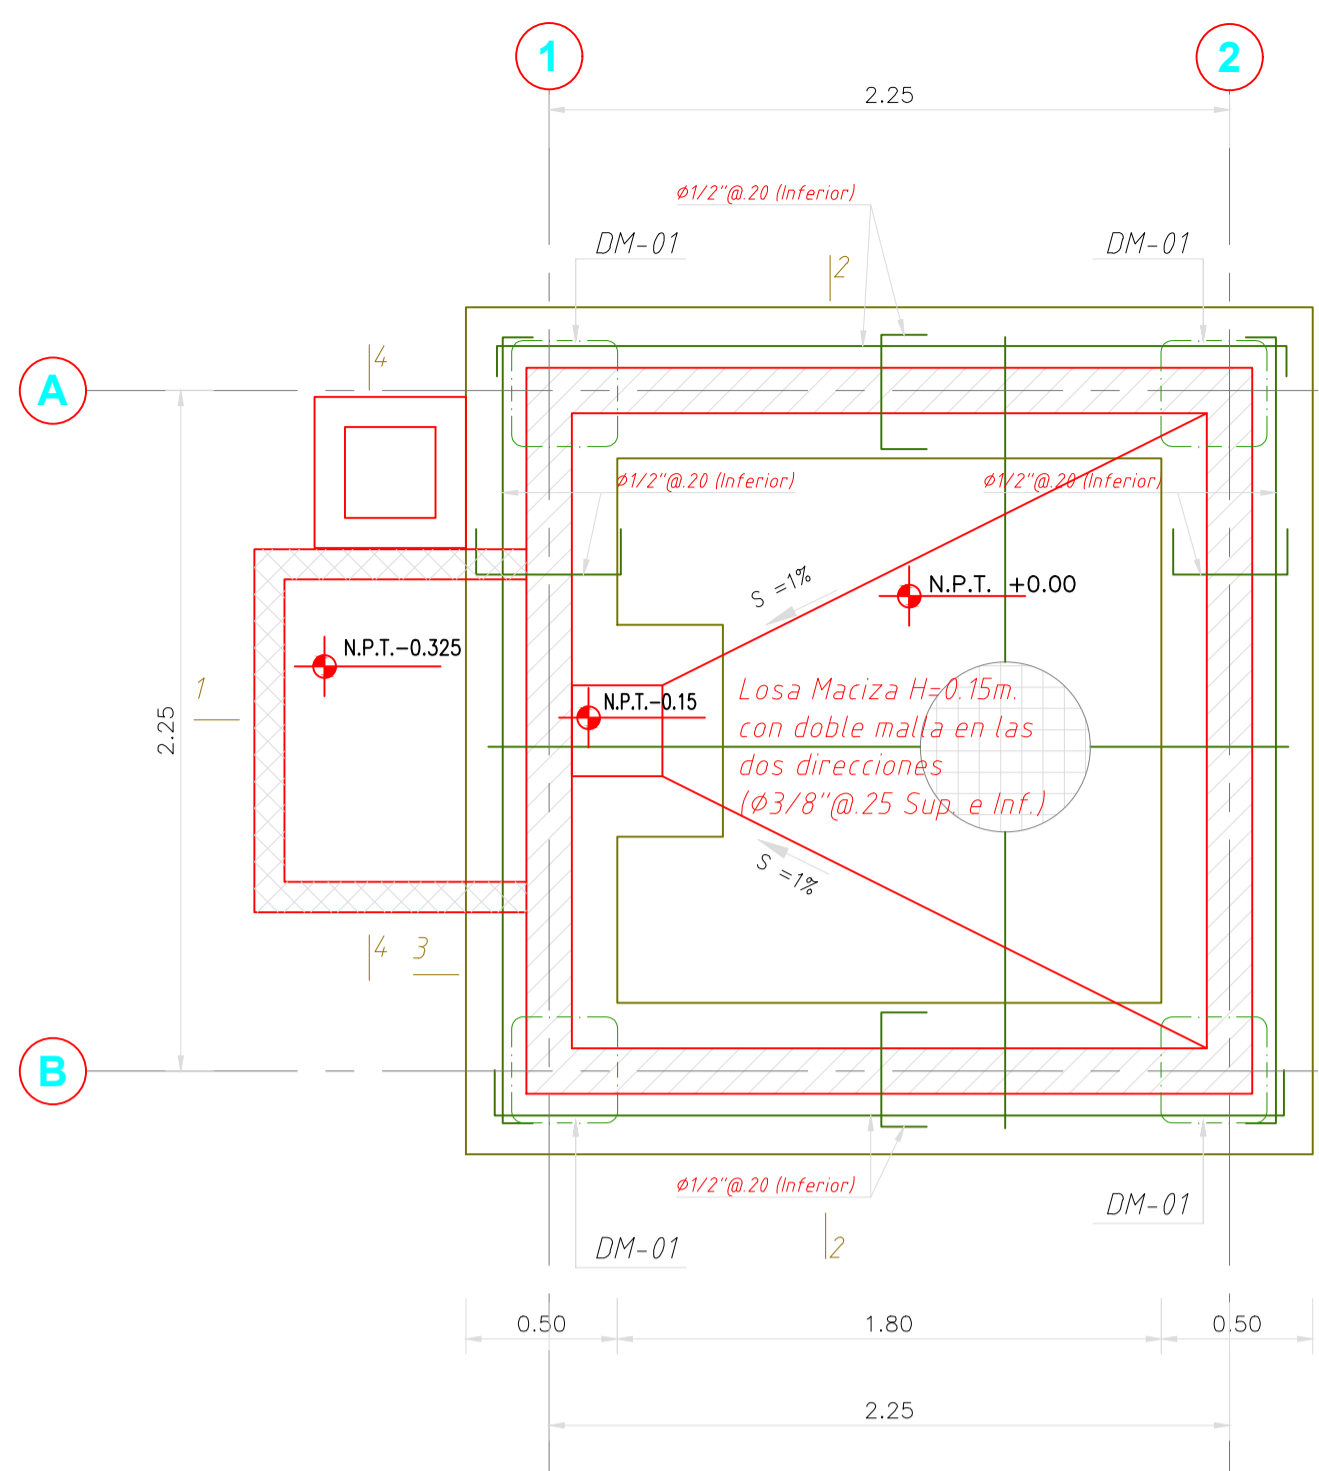 1
2
2.25
Ø1/2"@.20 (Inferior)
DM-01
DM-01
2
4
A
Ø1/2"@.20 (Inferior)
Ø1/2"@.20 (Inferior)
S =1%
N.P.T. +0.00
N.P.T.-0.325
1
N.P.T.-0.15
2.25
Losa Maciza H=0.15m.
con doble malla en las
dos direcciones
(Ø3/8"@.25 Sup. e Inf.)
S =1%
4
3
B
Ø1/2"@.20 (Inferior)
DM-01
DM-01
2
0.50
1.80
0.50
2.25